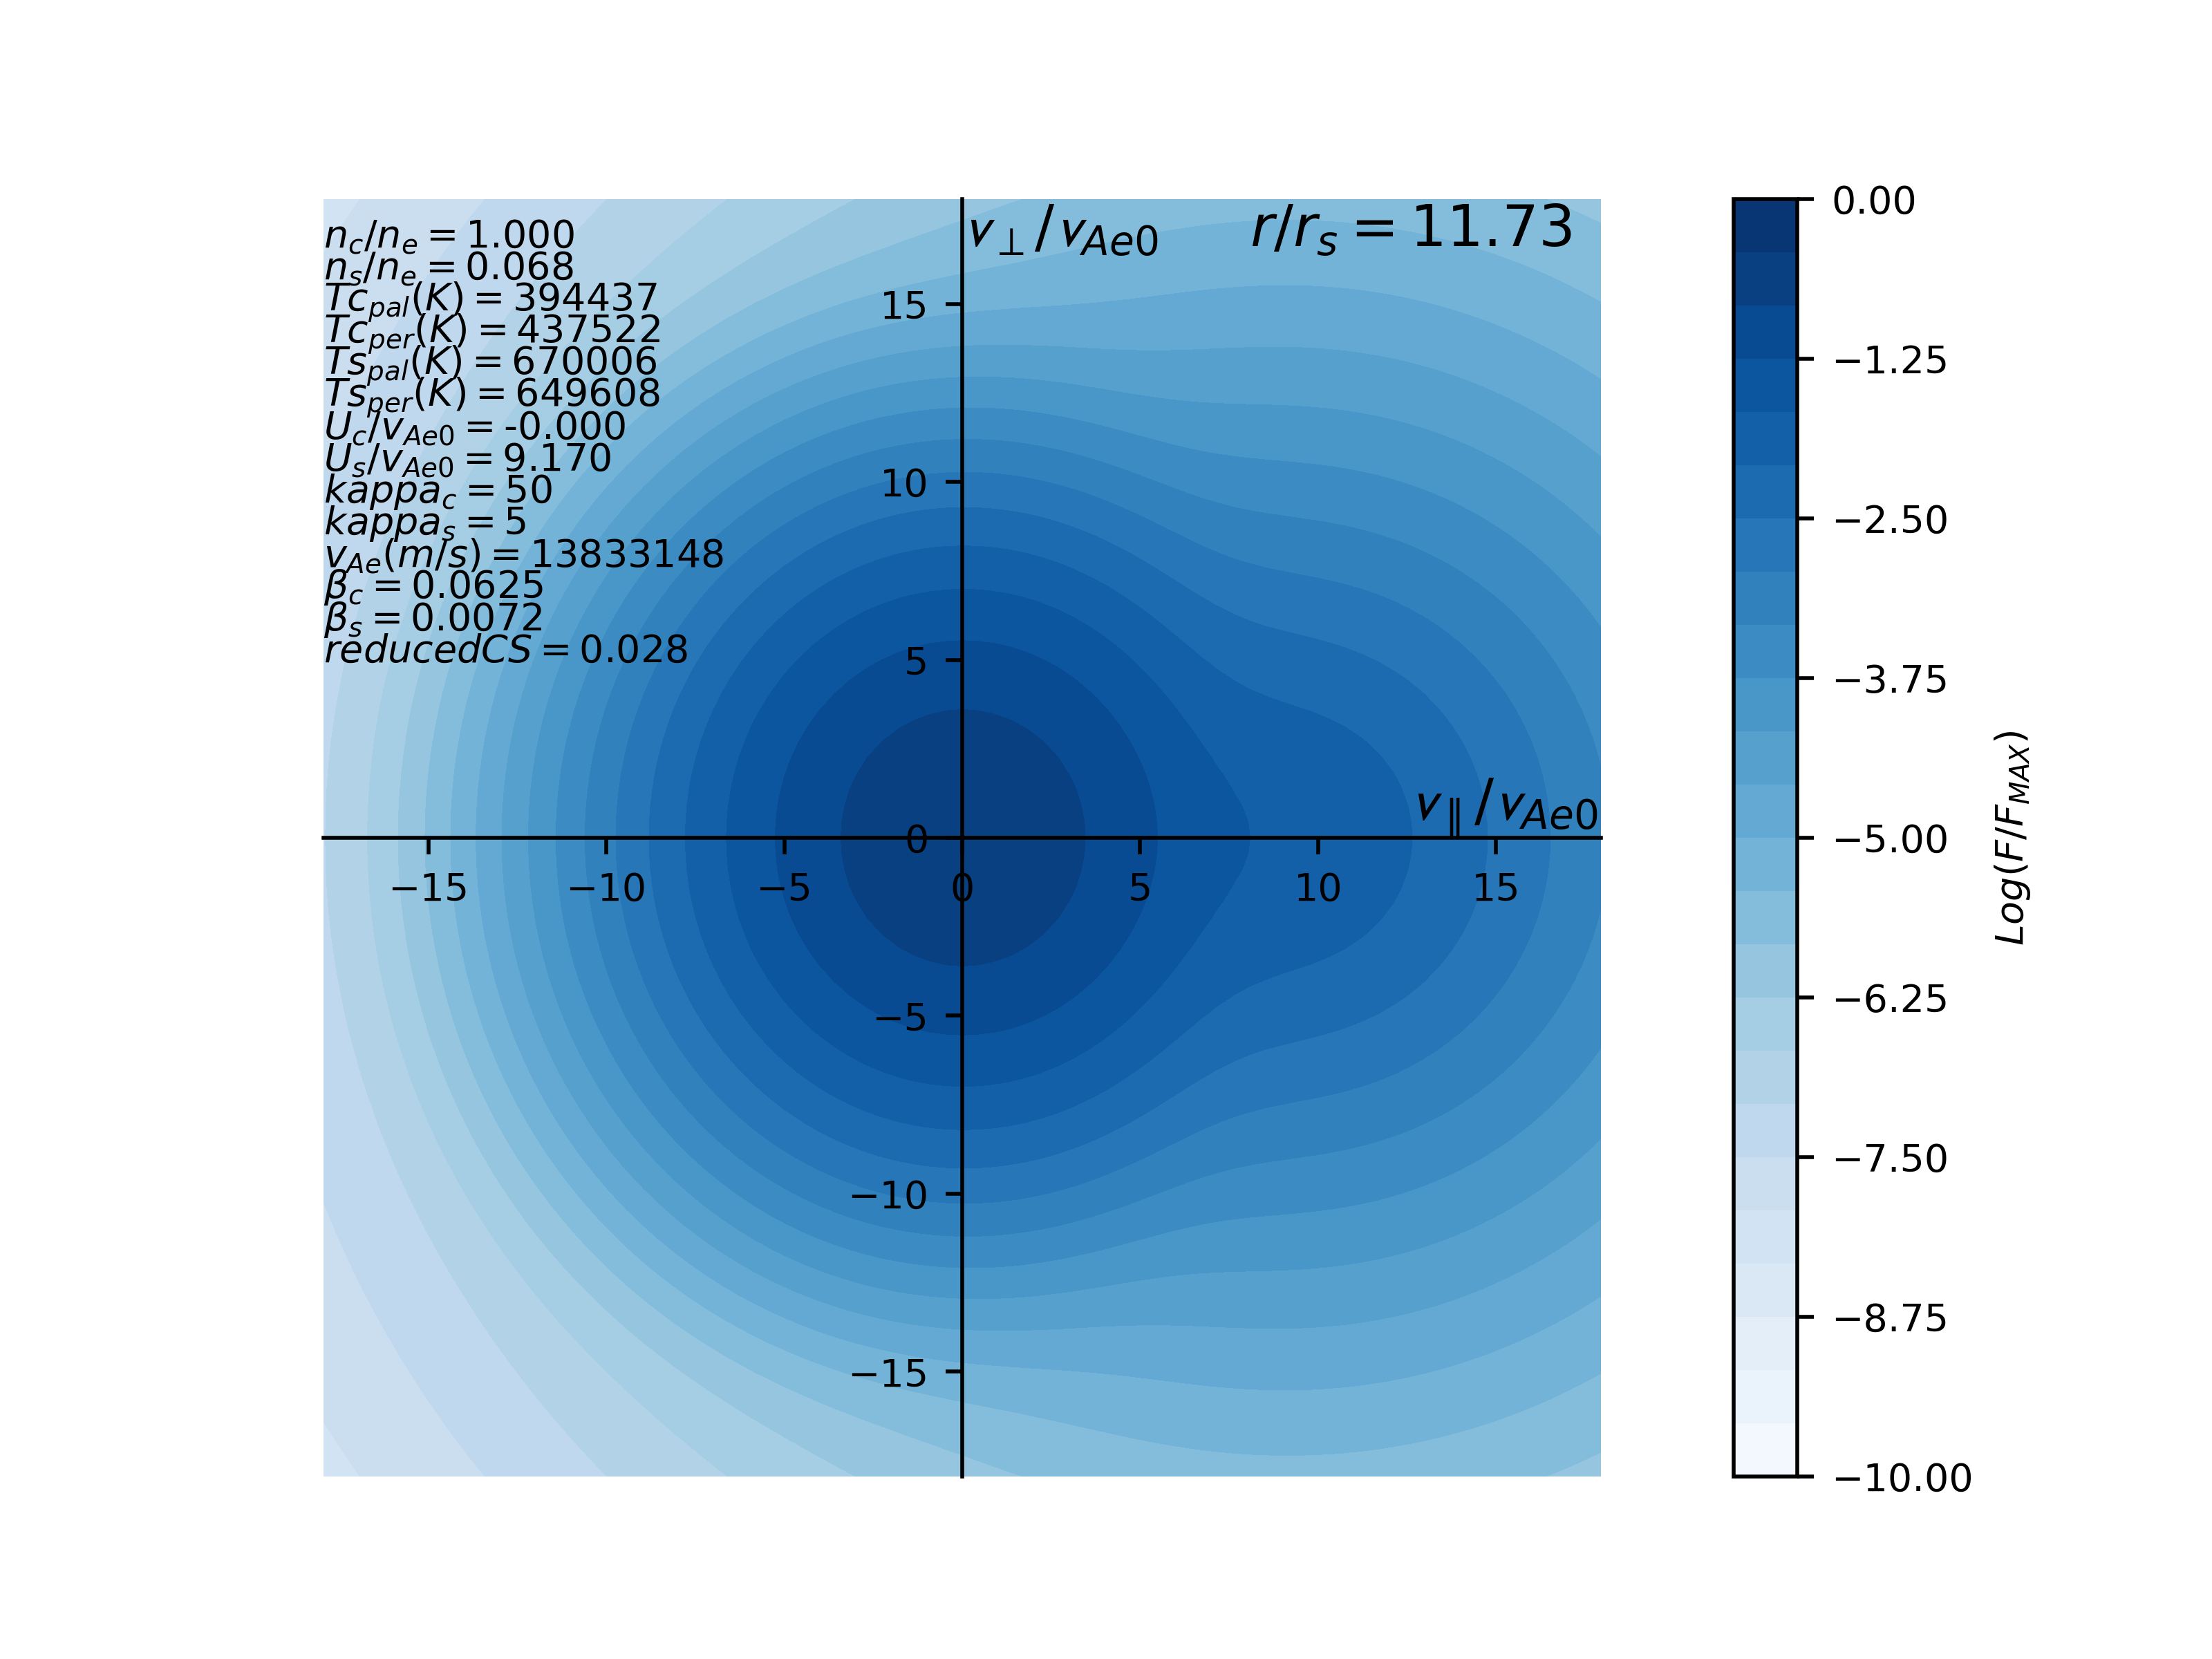 n_c/n_e = 1.000
n_s/n_e = 0.068
Tc_pal(K) = 394437
Tc_per(K) = 437522
Ts_pal(K) = 670006
Ts_per(K) = 649608
U_c/v_Ae0 = -0.000
U_s/v_Ae0 = 9.170
kappa_c = 50
kappa_s = 5
v_Ae(m/s) = 13833148
β_c = 0.0625
β_s = 0.0072
reducedCS = 0.028
v_⊥/v_Ae0
r/r_s = 11.73
15
10
5
0
−5
−10
−15
v_∥/v_Ae0
−15 −10 −5 0 5 10 15
0.00
−1.25
−2.50
−3.75
−5.00
−6.25
−7.50
−8.75
−10.00
Log(F/F_MAX)